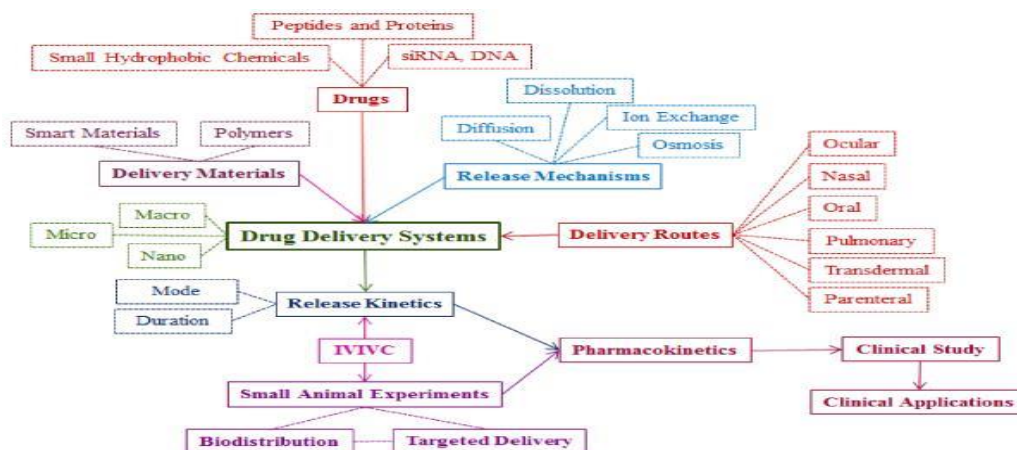 Peptides and Proteins
Small Hydrophobic Chemicals
siRNA, DNA
Drugs
Dissolution
Smart Materials
Polymers
Diffusion
Ion Exchange
Osmosis
Delivery Materials
Release Mechanisms
Ocular
Nasal
Oral
Pulmonary
Transdermal
Parenteral
Macro
Micro
Nano
Drug Delivery Systems
Delivery Routes
Mode
Duration
Release Kinetics
IVIVC
Pharmacokinetics
Clinical Study
Small Animal Experiments
Clinical Applications
Biodistribution
Targeted Delivery